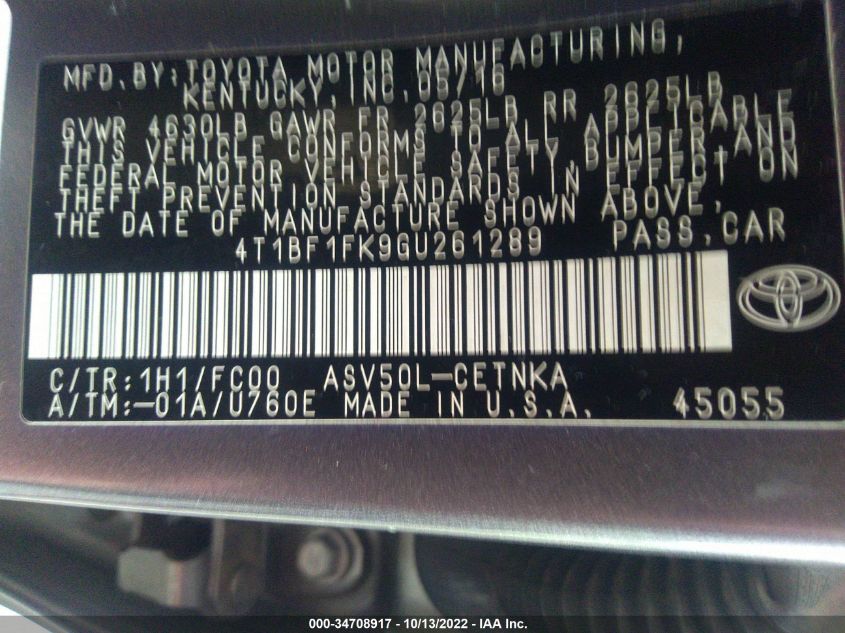 MFD. BY: TOYOTA MOTOR MANUFACTURING,
KENTUCKY, INC. 05/16
GVWR 4630LB GAWR FR 2625LB RR 2625LB
THIS VEHICLE CONFORMS TO ALL APPLICABLE
FEDERAL MOTOR VEHICLE SAFETY, BUMPER, AND
THEFT PREVENTION STANDARDS IN EFFECT ON
THE DATE OF MANUFACTURE SHOWN ABOVE,
4T1BF1FK9GU261289 PASS. CAR
C/TR:1H1/FC00 ASV50L-CETNKA
A/TM:-01A/U760E MADE IN U.S.A. 45055
000-34708917 - 10/13/2022 - IAA Inc.